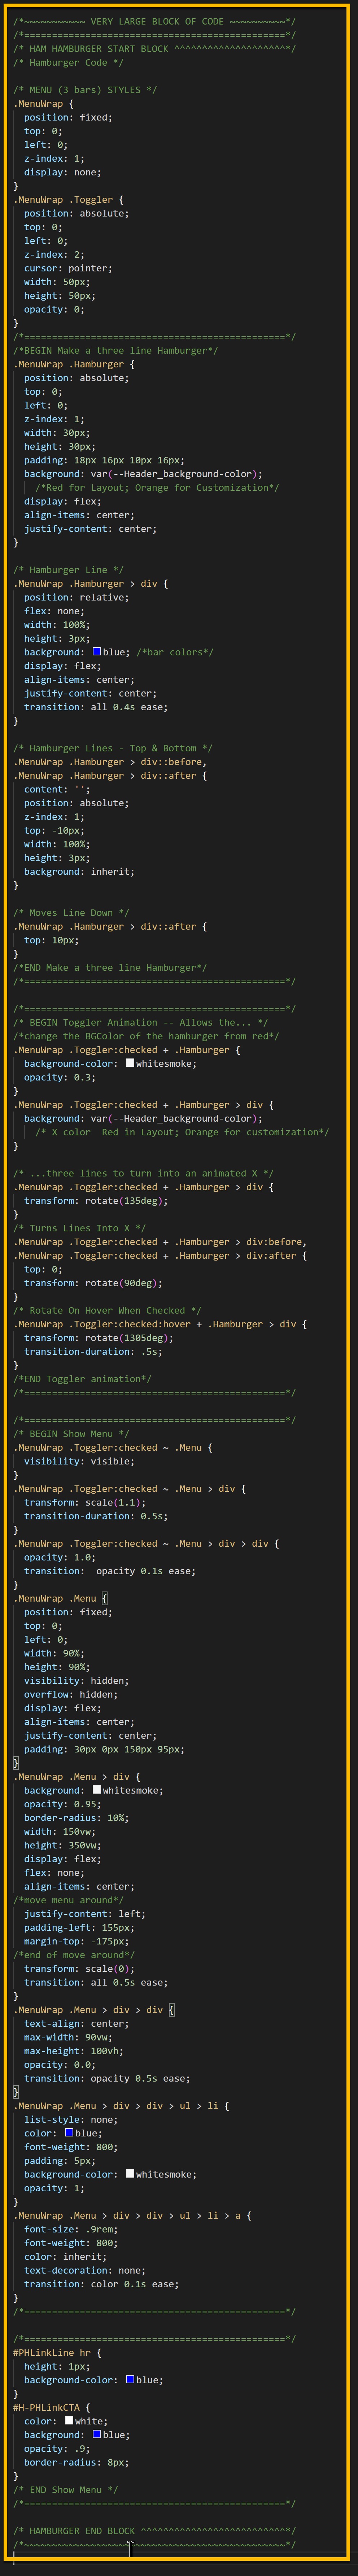 /*~~~~~~~~~~~ VERY LARGE BLOCK OF CODE ~~~~~~~~~~*/
/*===============================================*/
/* HAM HAMBURGER START BLOCK ^^^^^^^^^^^^^^^^^^^^*/
/* Hamburger Code */
/* MENU (3 bars) STYLES */
.MenuWrap {
position: fixed;
top: 0;
left: 0;
z-index: 1;
display: none;
}
.MenuWrap .Toggler {
position: absolute;
top: 0;
left: 0;
z-index: 2;
cursor: pointer;
width: 50px;
height: 50px;
opacity: 0;
}
/*===============================================*/
/*BEGIN Make a three line Hamburger*/
.MenuWrap .Hamburger {
position: absolute;
top: 0;
left: 0;
z-index: 1;
width: 30px;
height: 30px;
padding: 18px 16px 10px 16px;
background: var(--Header_background-color);
/*Red for Layout; Orange for Customization*/
display: flex;
align-items: center;
justify-content: center;
}
/* Hamburger Line */
.MenuWrap .Hamburger > div {
position: relative;
flex: none;
width: 100%;
height: 3px;
background: blue; /*bar colors*/
display: flex;
align-items: center;
justify-content: center;
transition: all 0.4s ease;
}
/* Hamburger Lines - Top & Bottom */
.MenuWrap .Hamburger > div::before,
.MenuWrap .Hamburger > div::after {
content: '';
position: absolute;
z-index: 1;
top: -10px;
width: 100%;
height: 3px;
background: inherit;
}
/* Moves Line Down */
.MenuWrap .Hamburger > div::after {
top: 10px;
}
/*END Make a three line Hamburger*/
/*===============================================*/
/*===============================================*/
/* BEGIN Toggler Animation -- Allows the... */
/*change the BGColor of the hamburger from red*/
.MenuWrap .Toggler:checked + .Hamburger {
background-color: whitesmoke;
opacity: 0.3;
}
.MenuWrap .Toggler:checked + .Hamburger > div {
background: var(--Header_background-color);
/* X color  Red in Layout; Orange for customization*/
}
/* ...three lines to turn into an animated X */
.MenuWrap .Toggler:checked + .Hamburger > div {
transform: rotate(135deg);
}
/* Turns Lines Into X */
.MenuWrap .Toggler:checked + .Hamburger > div:before,
.MenuWrap .Toggler:checked + .Hamburger > div:after {
top: 0;
transform: rotate(90deg);
}
/* Rotate On Hover When Checked */
.MenuWrap .Toggler:checked:hover + .Hamburger > div {
transform: rotate(1305deg);
transition-duration: .5s;
}
/*END Toggler animation*/
/*===============================================*/
/*===============================================*/
/* BEGIN Show Menu */
.MenuWrap .Toggler:checked ~ .Menu {
visibility: visible;
}
.MenuWrap .Toggler:checked ~ .Menu > div {
transform: scale(1.1);
transition-duration: 0.5s;
}
.MenuWrap .Toggler:checked ~ .Menu > div > div {
opacity: 1.0;
transition:  opacity 0.1s ease;
}
.MenuWrap .Menu {
position: fixed;
top: 0;
left: 0;
width: 90%;
height: 90%;
visibility: hidden;
overflow: hidden;
display: flex;
align-items: center;
justify-content: center;
padding: 30px 0px 150px 95px;
}
.MenuWrap .Menu > div {
background: whitesmoke;
opacity: 0.95;
border-radius: 10%;
width: 150vw;
height: 350vw;
display: flex;
flex: none;
align-items: center;
/*move menu around*/
justify-content: left;
padding-left: 155px;
margin-top: -175px;
/*end of move around*/
transform: scale(0);
transition: all 0.5s ease;
}
.MenuWrap .Menu > div > div {
text-align: center;
max-width: 90vw;
max-height: 100vh;
opacity: 0.0;
transition: opacity 0.5s ease;
}
.MenuWrap .Menu > div > div > ul > li {
list-style: none;
color: blue;
font-weight: 800;
padding: 5px;
background-color: whitesmoke;
opacity: 1;
}
.MenuWrap .Menu > div > div > ul > li > a {
font-size: .9rem;
font-weight: 800;
color: inherit;
text-decoration: none;
transition: color 0.1s ease;
}
/*===============================================*/
/*===============================================*/
#PHLinkLine hr {
height: 1px;
background-color: blue;
}
#H-PHLinkCTA {
color: white;
background: blue;
opacity: .9;
border-radius: 8px;
}
/* END Show Menu */
/*===============================================*/
/* HAMBURGER END BLOCK ^^^^^^^^^^^^^^^^^^^^^^^^^^*/
/*~~~~~~~~~~~~~~~~~~~~~~~~~~~~~~~~~~~~~~~~~~~~~~~*/